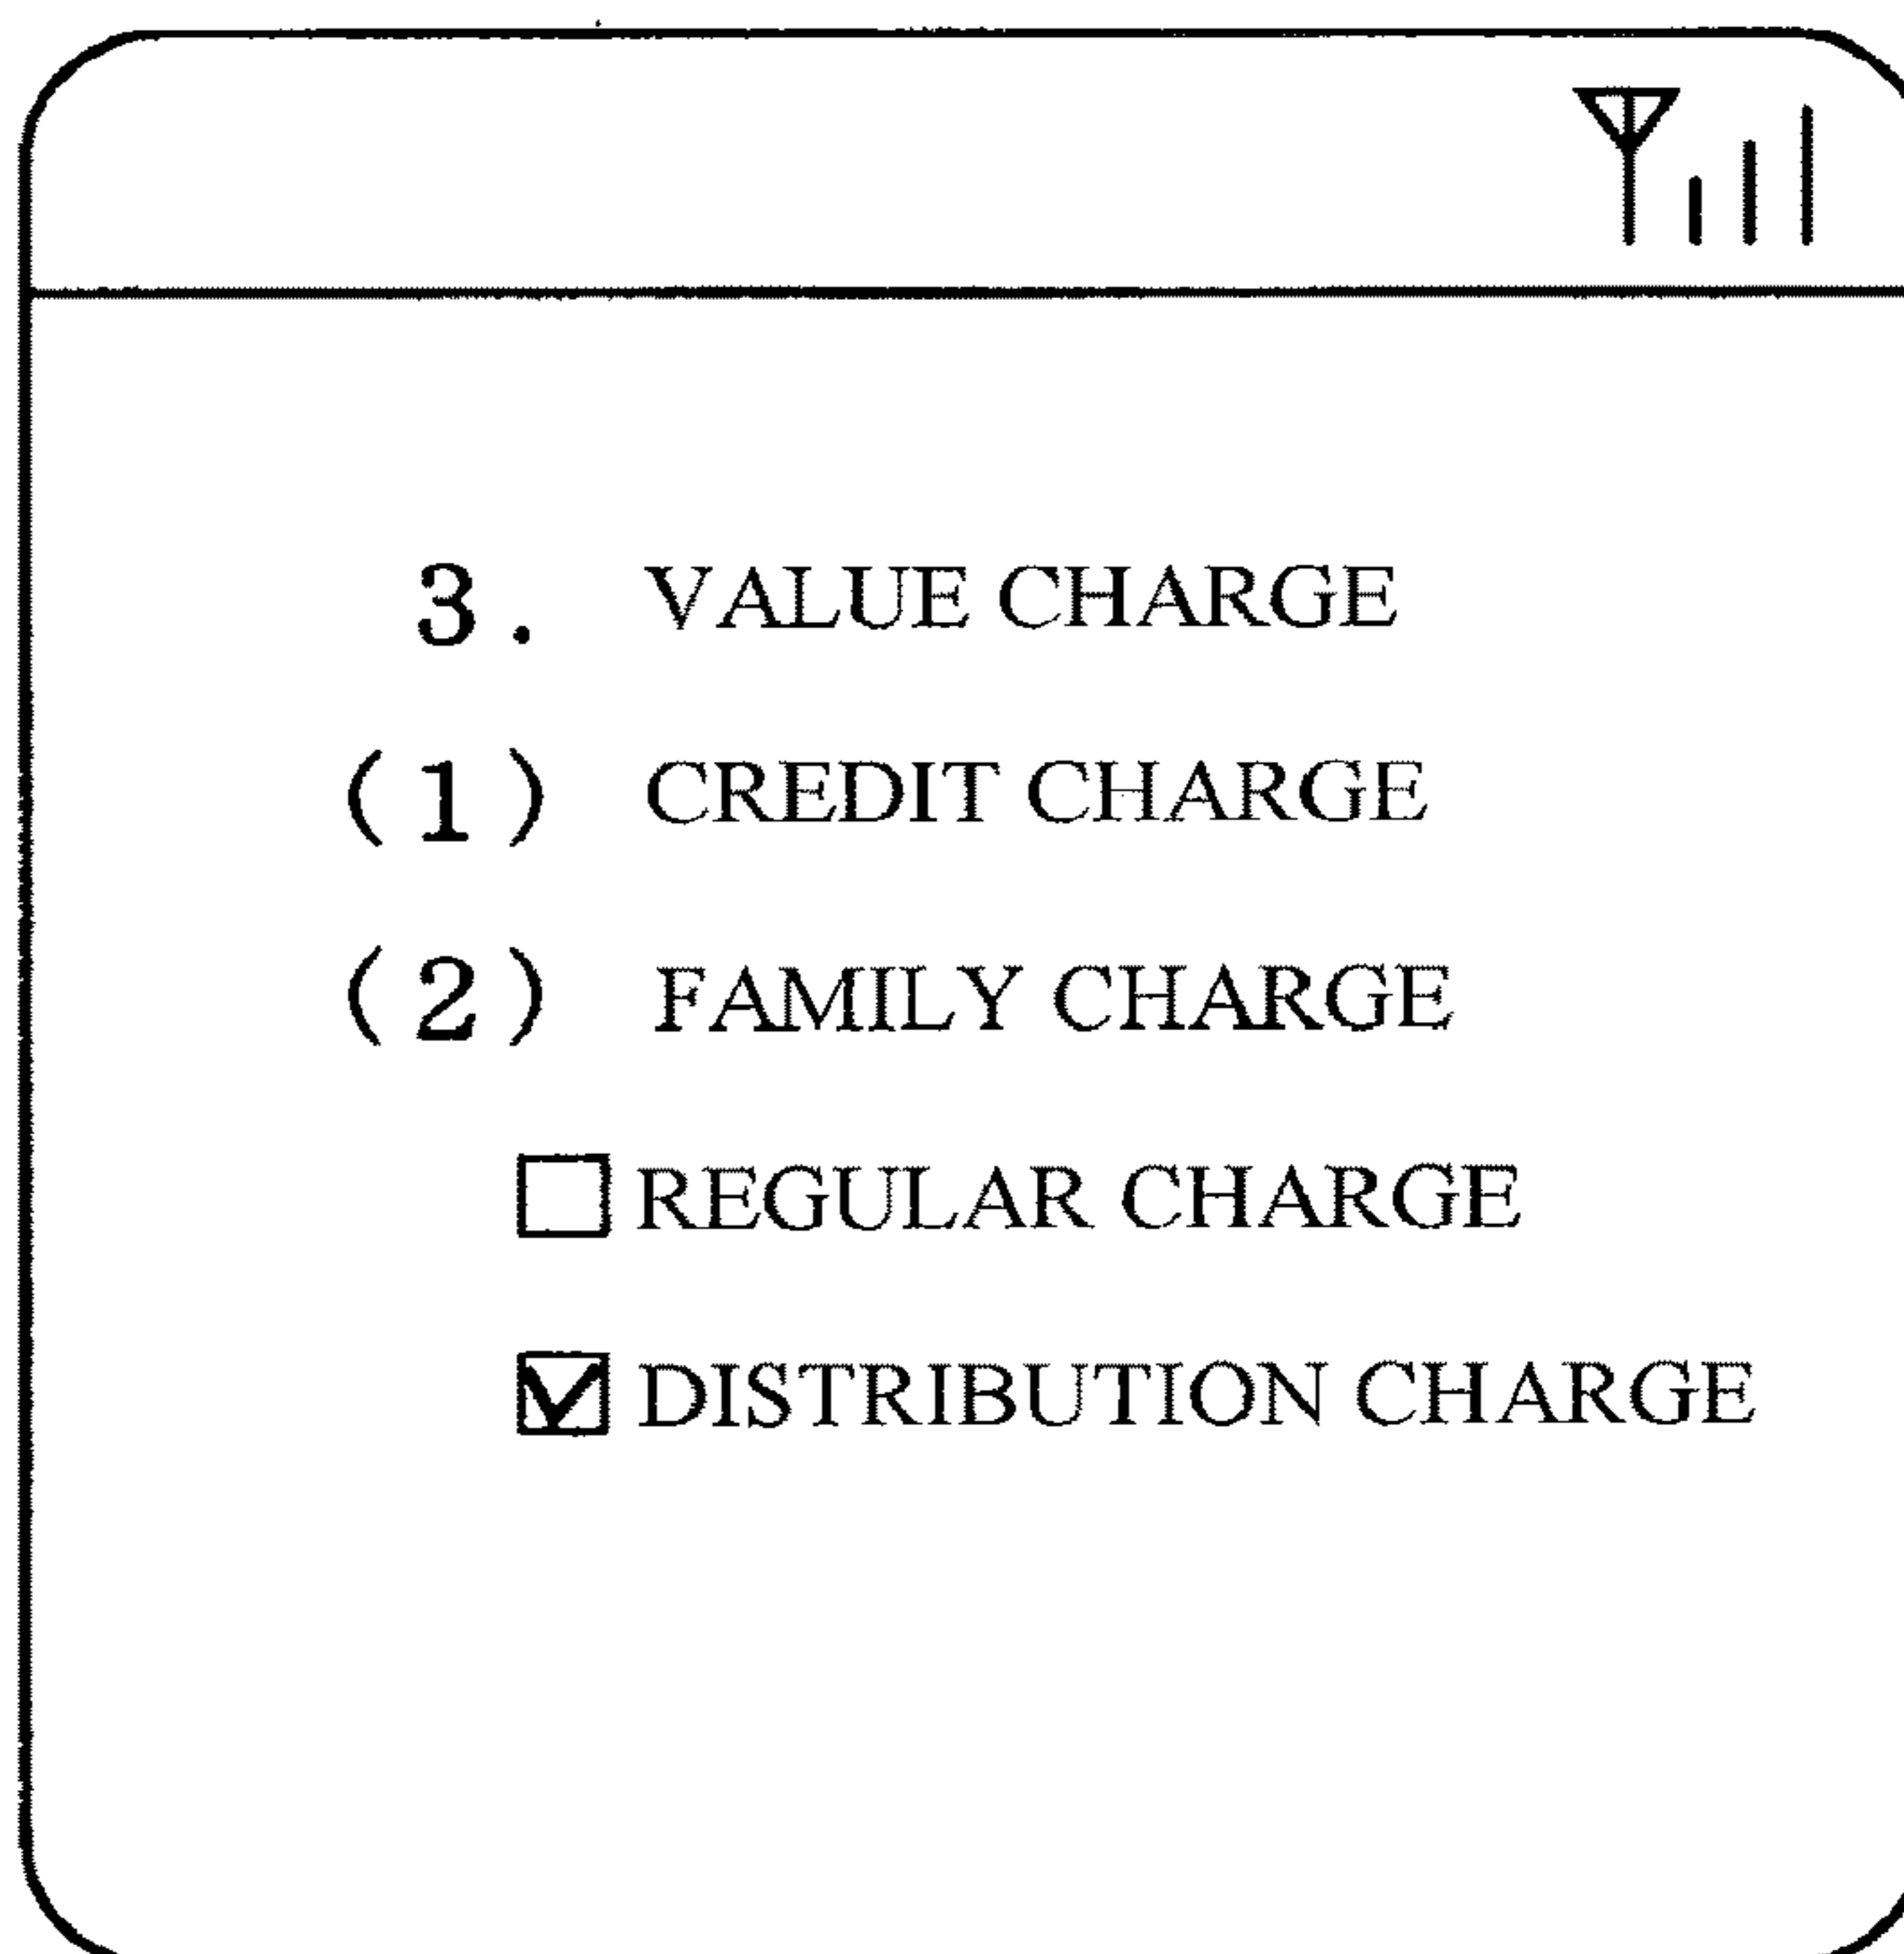 3. VALUE CHARGE
(1) CREDIT CHARGE
(2) FAMILY CHARGE
REGULAR CHARGE
DISTRIBUTION CHARGE